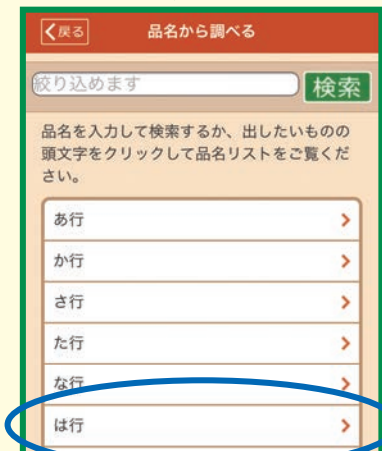 戻る 品名から調べる
絞り込めます 検索
品名を入力して検索するか、出したいものの
頭文字をクリックして品名リストをご覧くだ
さい。
あ行
か行
さ行
た行
な行
は行